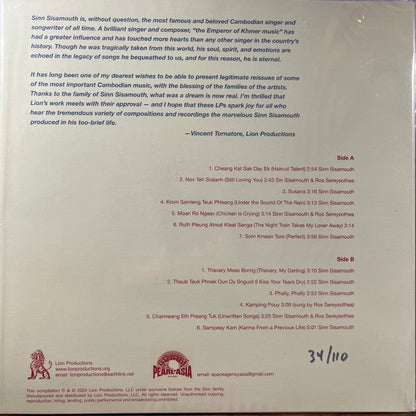 Sinn Sisamouth is, without question, the most famous and beloved Cambodian singer and
songwriter of all time. A brilliant singer and composer, "the Emperor of Khmer music" has
had a greater influence and has touched more hearts than any other singer in the country's
history. Though he was tragically taken from this world, his soul, spirit, and emotions are
echoed in the legacy of songs he bequeathed to us, and for this reason, he is eternal.
It has long been one of my dearest wishes to be able to present legitimate reissues of some
of the most important Cambodian music, with the blessing of the families of the artists.
Thanks to the family of Sinn Sisamouth, what was a dream is now real. I'm thrilled that
Lion's work meets with their approval — and I hope that these LPs spark joy for all who
hear the tremendous variety of compositions and recordings the marvelous Sinn Sisamouth
produced in his too-brief life.
—Vincent Tornatore, Lion Productions
Side A
1. Cheang Kat Sak Day Ek (Haircut Talent) 2:54 Sinn Sisamouth
2. Nov Teh Sralanh (Still Loving You) 2:43 Sin Sisamouth & Ros Sereysothea
3. Susana 3:16 Sinn Sisamouth
4. Krom Samleng Teuk Phleang (Under the Sound Of The Rain) 3:13 Sinn Sisamouth
5. Moan Ro Ngeev (Chicken is Crying) 3:14 Sinn Sisamouth & Ros Sereysothea
6. Ruth Pleung Atreat Kleat Sanga (The Night Train Takes My Lover Away) 3:14
7. Som Kimean Tors (Perfect) 3:56 Sinn Sisamouth
Side B
1. Thavary Meas Borng (Thavary, My Darling) 3:10 Sinn Sisamouth
2. Theub Teuk Phnek Oun Oy Snguot (I Kiss Your Tears Dry) 2:52 Sinn Sisamouth
3. Phally, Phally 2:53 Sinn Sisamouth
4. Kamping Pouy 3:09 (sung by Ros Sereysothea)
5. Chamreang Eth Preang Tuk (Unwritten Songs) 3:25 Sinn Sisamouth & Ros Sereysothea
6. Sampeay Kam (Karma From a Previous Life) 5:01 Sinn Sisamouth
34/110
Lion Productions
www.lionproductions.org
email: lionproductions@earthlink.net
PEARL-ASIA
email: spaceagencyasia@gmail.com
This compilation ℗ & © 2024 Lion Productions, LLC under exclusive license from the Sinn family.
Manufactured and distributed by Lion Productions, LLC. All rights reserved. Unauthorised copying,
reproduction, hiring, lending, public performance and broadcasting prohibited.